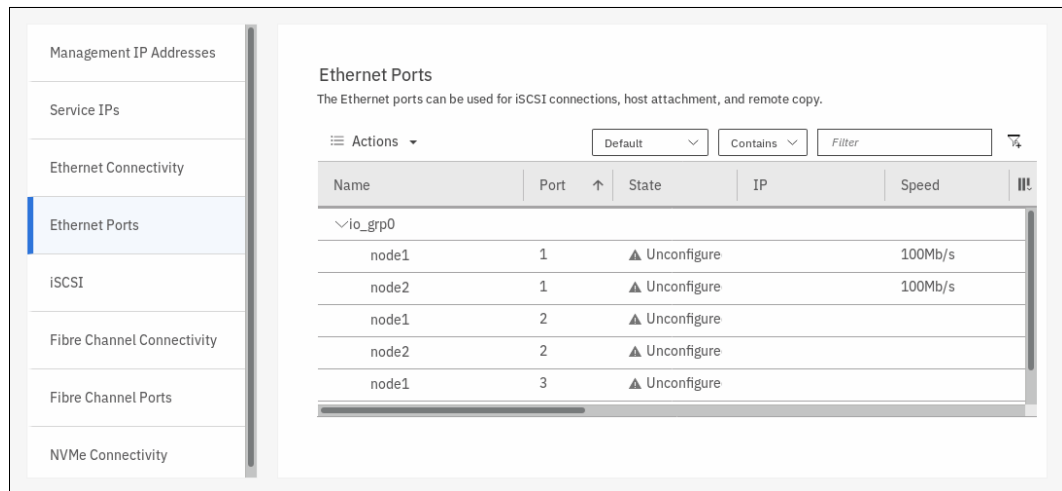 Management IP Addresses
Service IPs
Ethernet Connectivity
Ethernet Ports
iSCSI
Fibre Channel Connectivity
Fibre Channel Ports
NVMe Connectivity
Ethernet Ports
The Ethernet ports can be used for iSCSI connections, host attachment, and remote copy.
Actions Default Contains Filter
Name Port State IP Speed
io_grp0
node1 1 Unconfigure 100Mb/s
node2 1 Unconfigure 100Mb/s
node1 2 Unconfigure
node2 2 Unconfigure
node1 3 Unconfigure